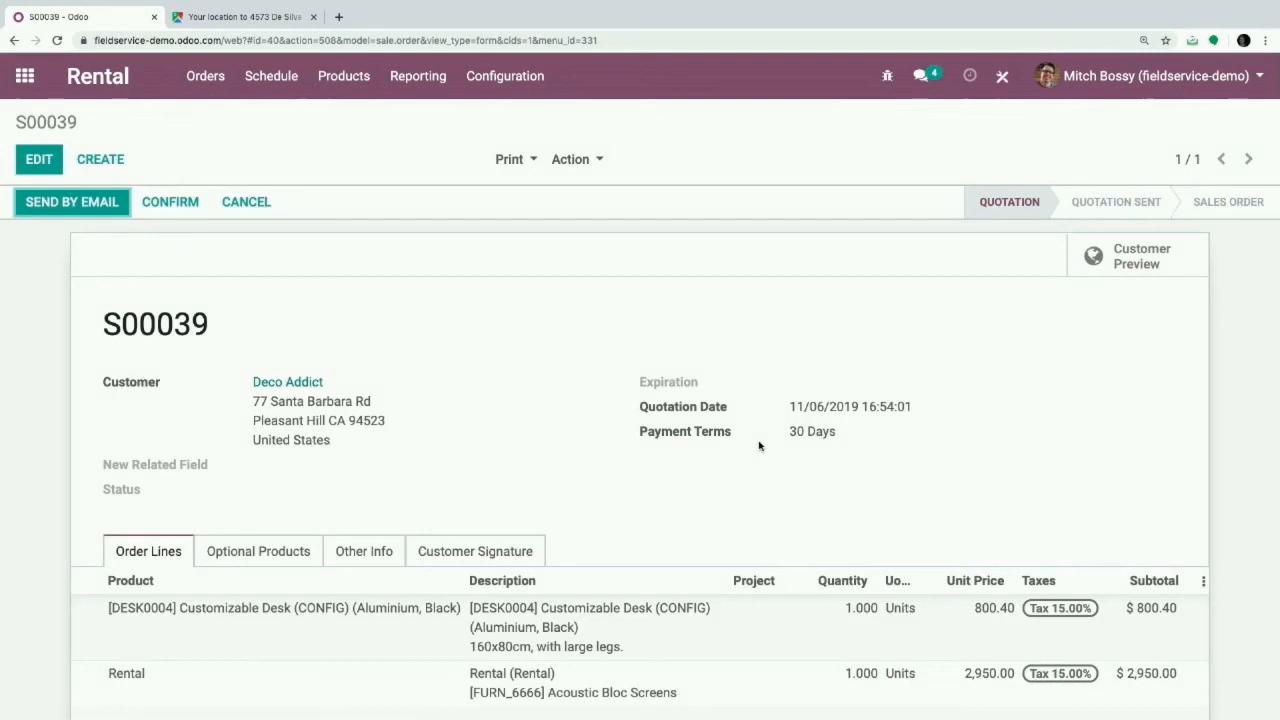 S00039 - Odoo
Your location to 4573 De Silva
fieldservice-demo.odoo.com/web?#id=40&action=508&model=sale.order&view_type=form&cids=1&menu_id=331
Rental Orders Schedule Products Reporting Configuration 4 Mitch Bossy (fieldservice-demo)
S00039
EDIT CREATE Print Action 1 / 1
SEND BY EMAIL CONFIRM CANCEL QUOTATION QUOTATION SENT SALES ORDER
Customer
Preview
S00039
Customer Deco Addict
77 Santa Barbara Rd
Pleasant Hill CA 94523
United States
Expiration
Quotation Date 11/06/2019 16:54:01
Payment Terms 30 Days
New Related Field
Status
Order Lines Optional Products Other Info Customer Signature
Product Description Project Quantity Uo... Unit Price Taxes Subtotal
[DESK0004] Customizable Desk (CONFIG) (Aluminium, Black) [DESK0004] Customizable Desk (CONFIG) 1.000 Units 800.40 Tax 15.00% $ 800.40
(Aluminium, Black)
160x80cm, with large legs.
Rental Rental (Rental) 1.000 Units 2,950.00 Tax 15.00% $ 2,950.00
[FURN_6666] Acoustic Bloc Screens